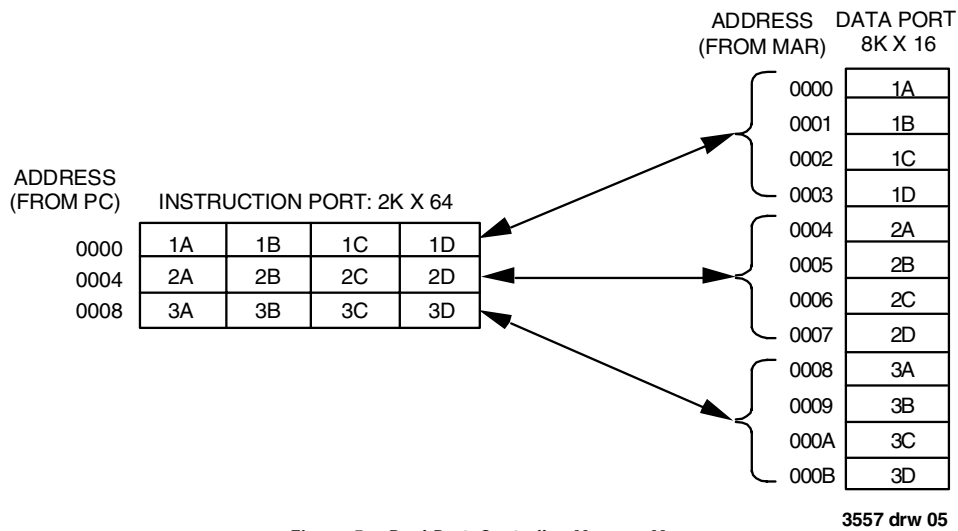 ADDRESS
(FROM MAR)
DATA PORT
8K X 16
0000 1A
0001 1B
0002 1C
0003 1D
0004 2A
0005 2B
0006 2C
0007 2D
0008 3A
0009 3B
000A 3C
000B 3D
ADDRESS
(FROM PC)
INSTRUCTION PORT: 2K X 64
0000 1A 1B 1C 1D
0004 2A 2B 2C 2D
0008 3A 3B 3C 3D
3557 drw 05